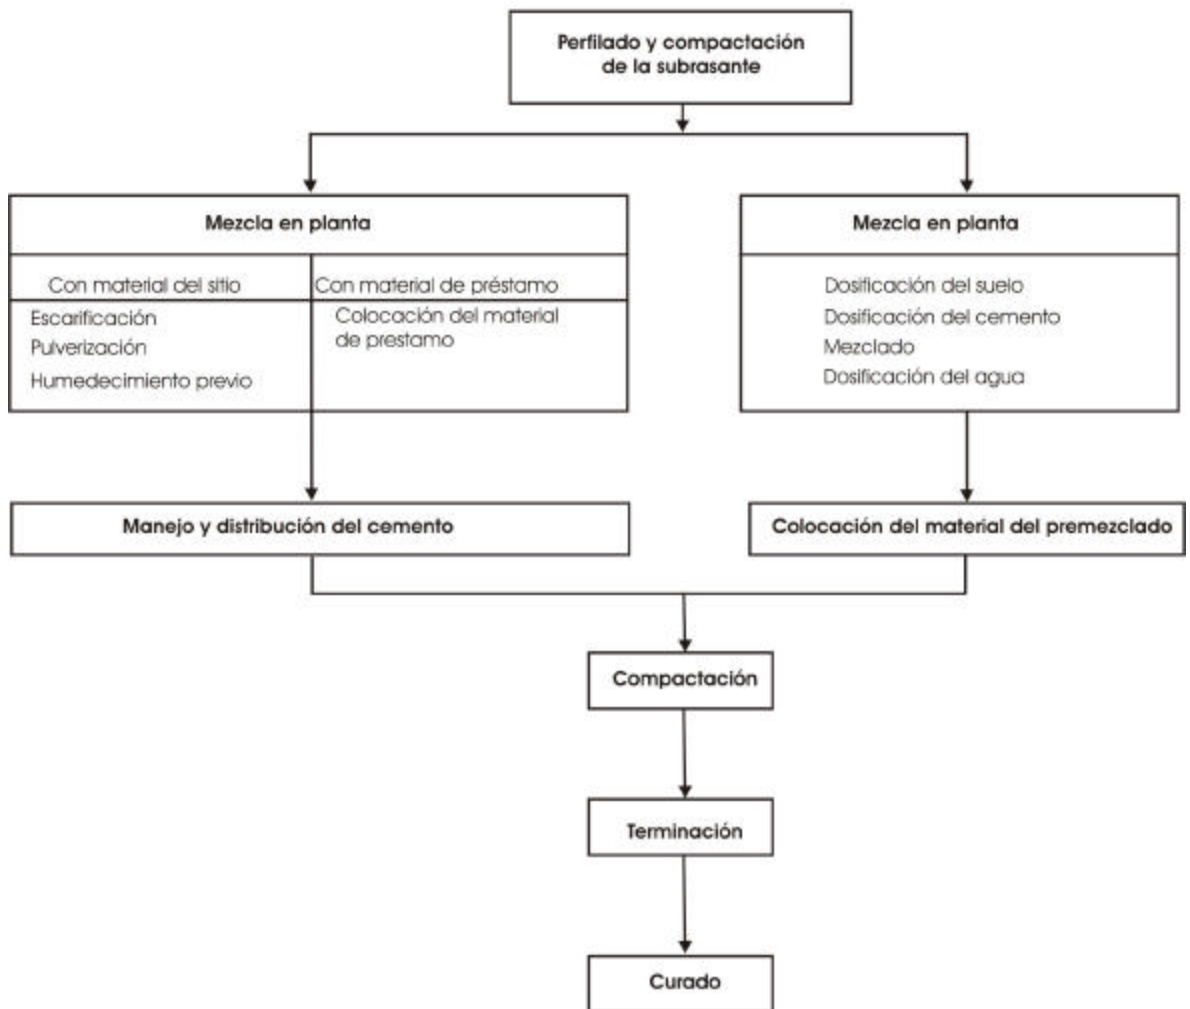 Perfilado y compactación
de la subrasante
Mezcla en planta
Con material del sitio
Con material de préstamo
Escarificación
Pulverización
Humedecimiento previo
Colocación del material
de prestamo
Mezcla en planta
Dosificación del suelo
Dosificación del cemento
Mezclado
Dosificación del agua
Manejo y distribución del cemento
Colocación del material del premezclado
Compactación
Terminación
Curado